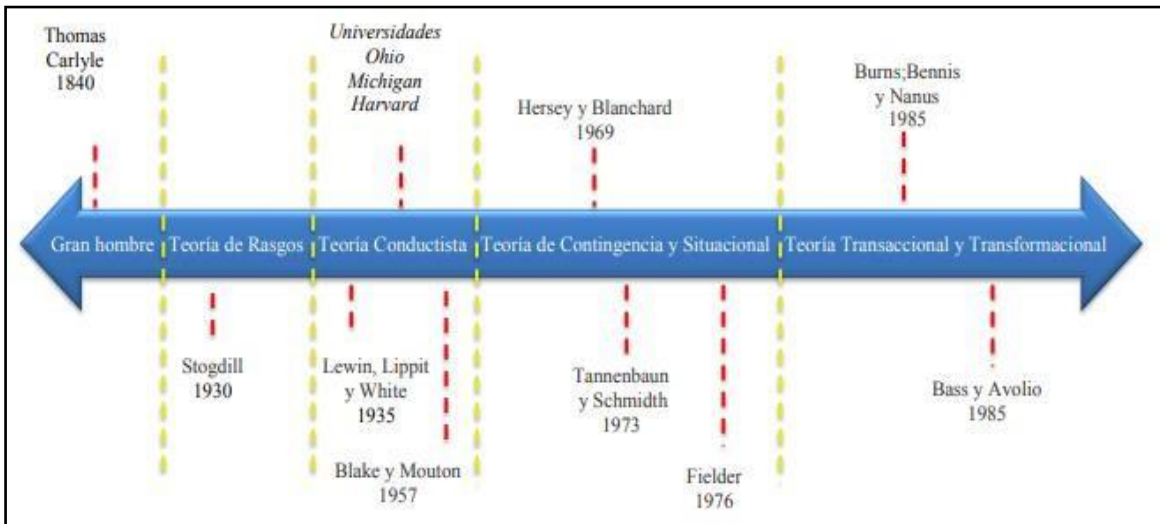 Thomas
Carlyle
1840
Universidades
Ohio
Michigan
Harvard
Hersey y Blanchard
1969
Burns;Bennis
y Nanus
1985
Gran hombre
Teoría de Rasgos
Teoría Conductista
Teoría de Contingencia y Situacional
Teoría Transaccional y Transformacional
Stogdill
1930
Lewin, Lippit
y White
1935
Blake y Mouton
1957
Tannenbaun
y Schmidth
1973
Fielder
1976
Bass y Avolio
1985